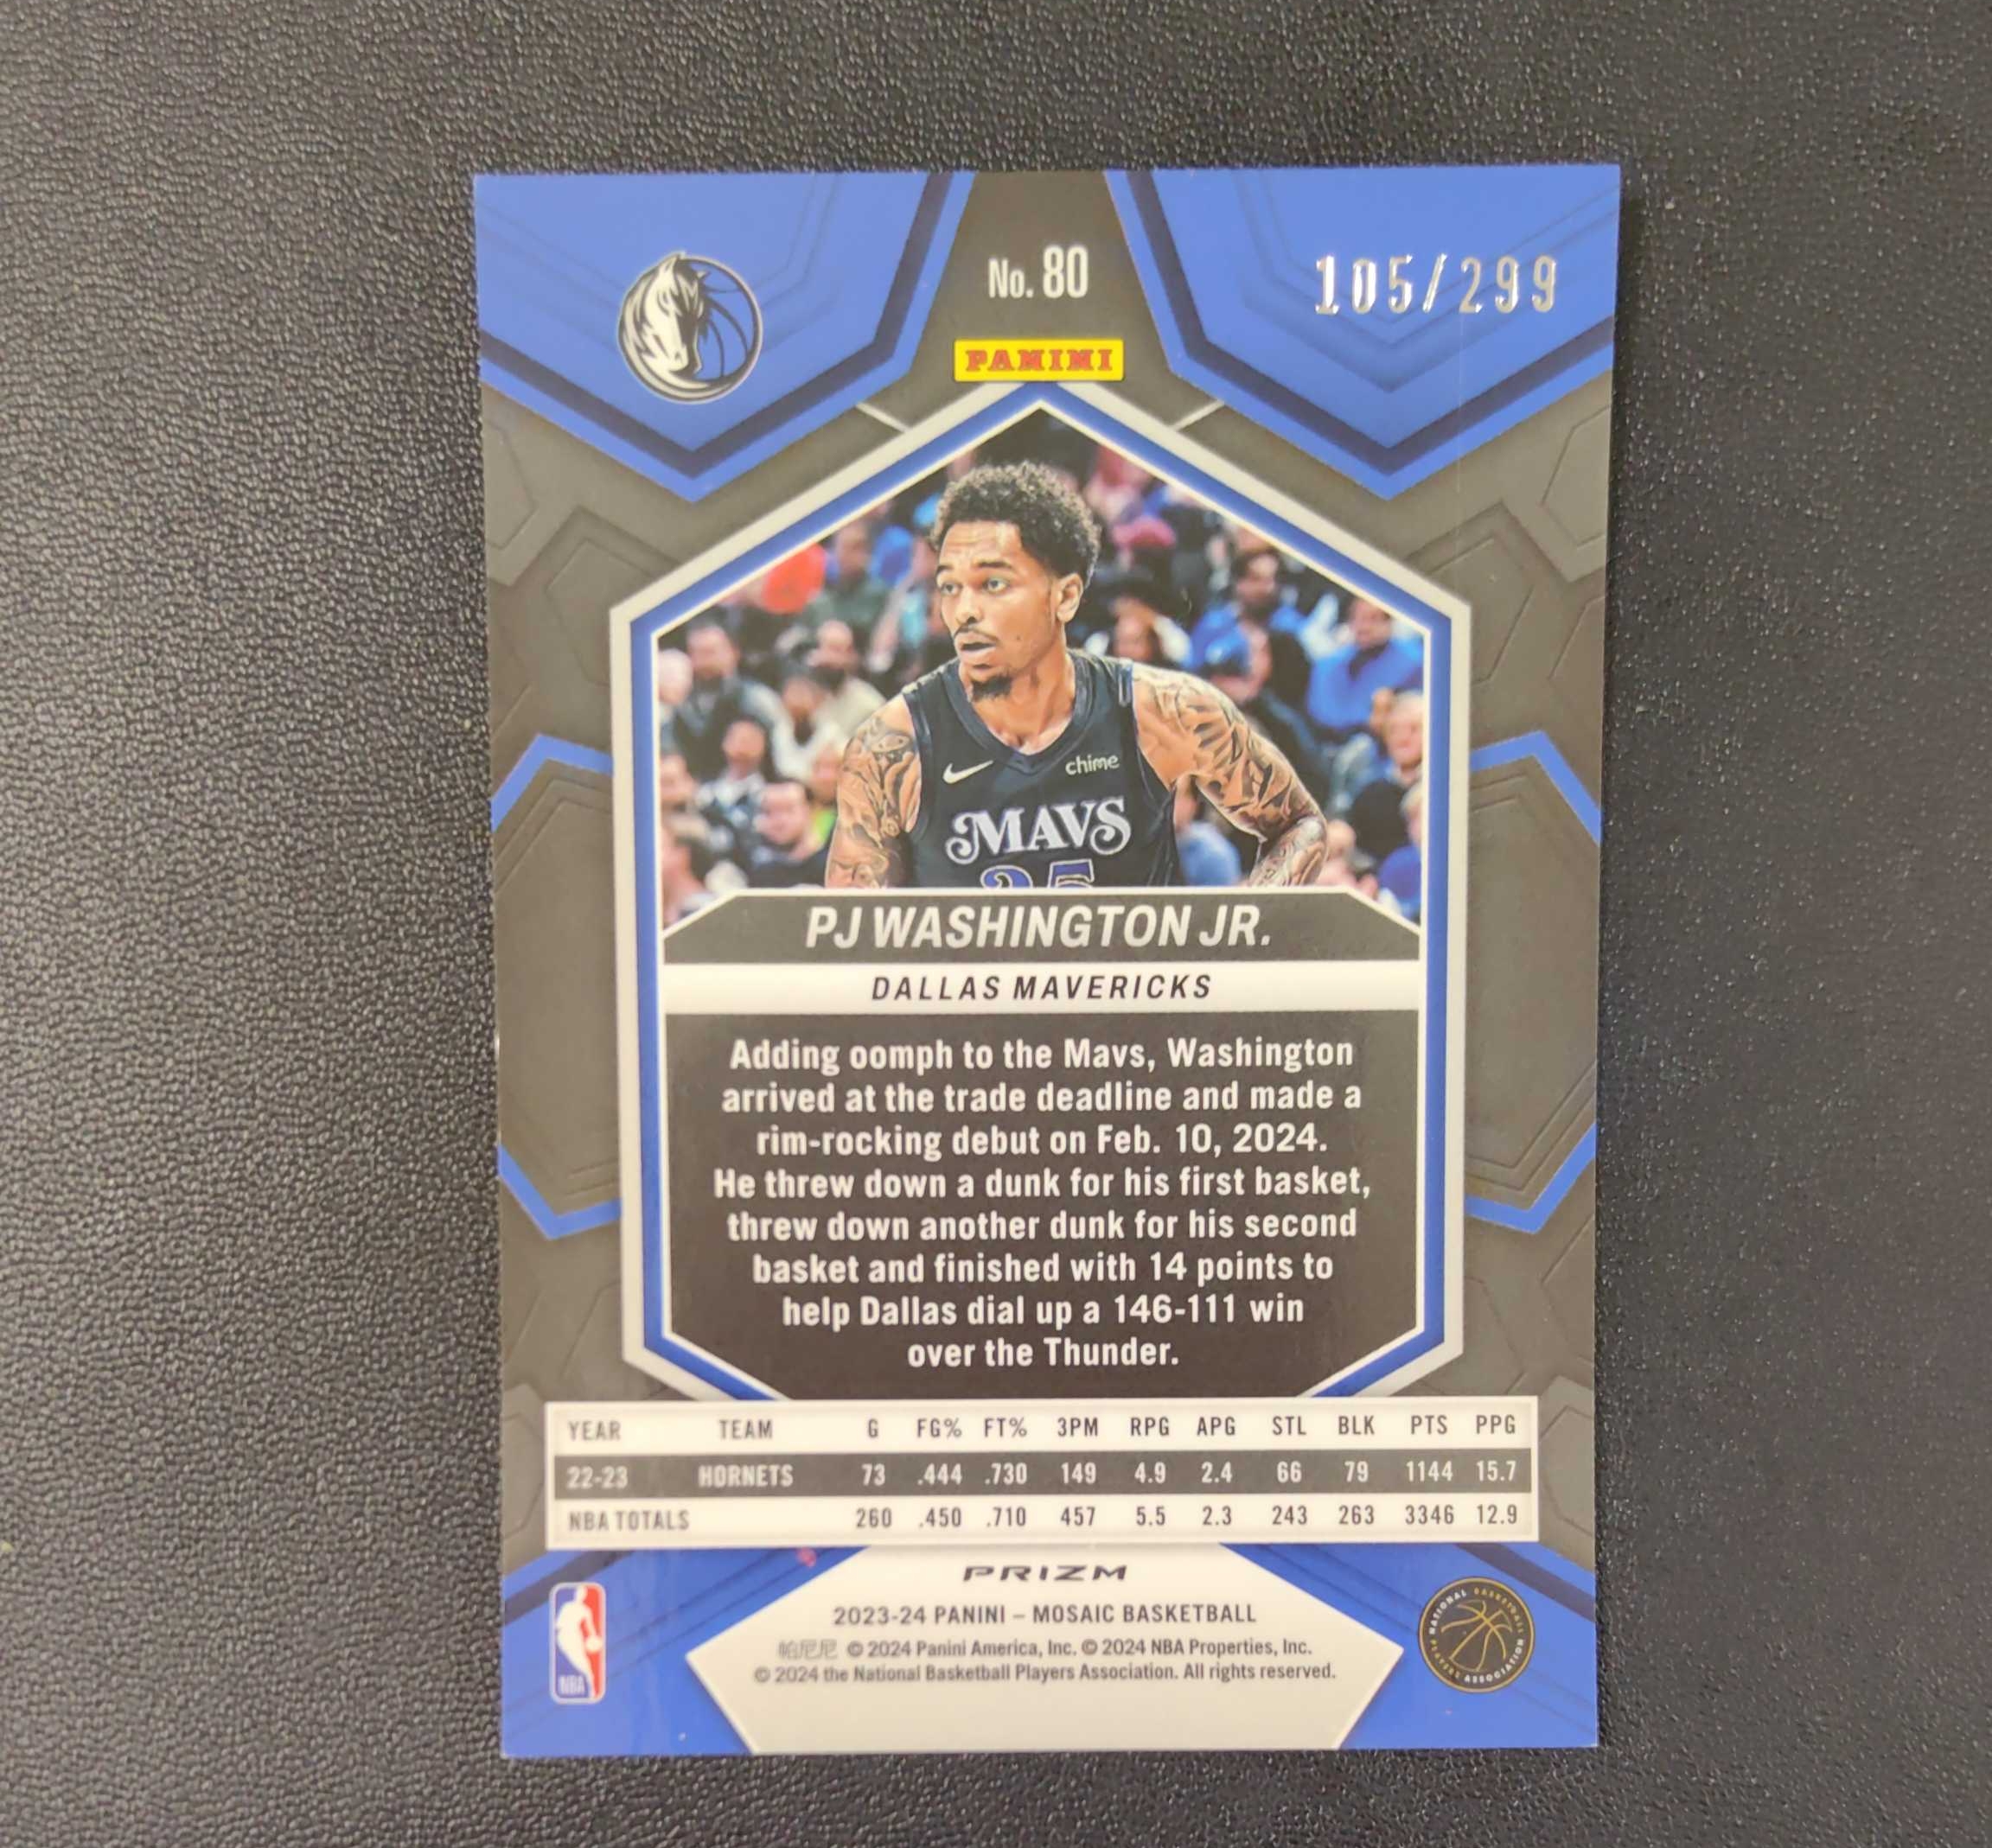 No. 80
105/299
PANINI
chime
MAVS
25
PJ WASHINGTON JR.
DALLAS MAVERICKS
Adding oomph to the Mavs, Washington
arrived at the trade deadline and made a
rim-rocking debut on Feb. 10, 2024.
He threw down a dunk for his first basket,
threw down another dunk for his second
basket and finished with 14 points to
help Dallas dial up a 146-111 win
over the Thunder.
YEAR TEAM G FG% FT% 3PM RPG APG STL BLK PTS PPG
22-23 HORNETS 73 .444 .730 149 4.9 2.4 66 79 1144 15.7
NBA TOTALS 260 .450 .710 457 5.5 2.3 243 263 3346 12.9
PRIZM
2023-24 PANINI – MOSAIC BASKETBALL
帕尼尼 © 2024 Panini America, Inc. © 2024 NBA Properties, Inc.
© 2024 the National Basketball Players Association. All rights reserved.
NBA
NATIONAL BASKETBALL PLAYERS ASSOCIATION